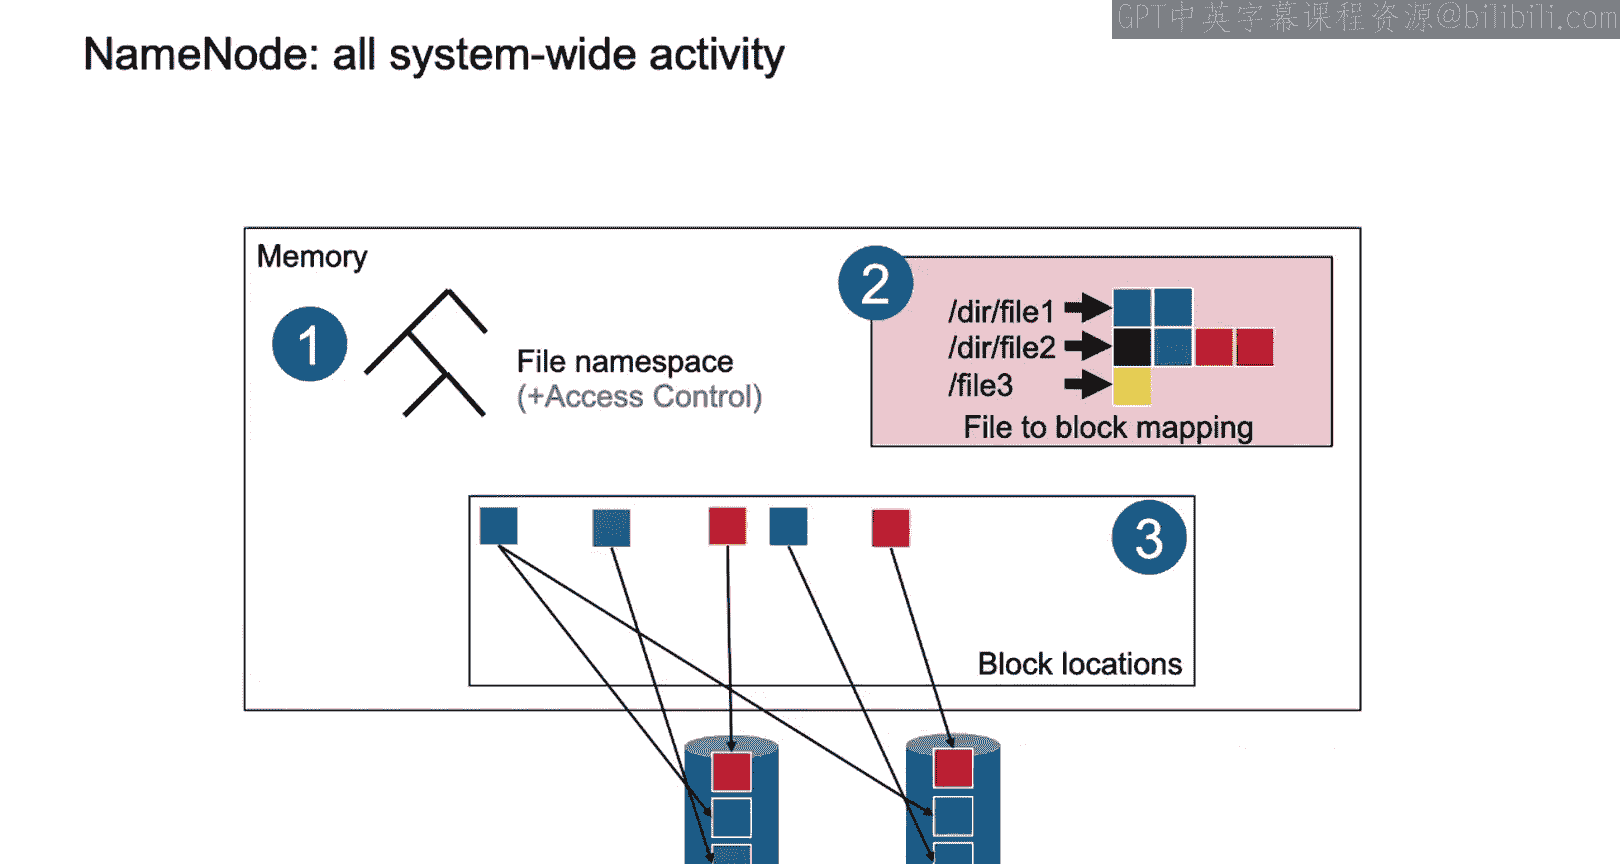 GPT中英字幕课程资源@bilibili.com
NameNode: all system-wide activity
Memory
1
File namespace
(+Access Control)
2
/dir/file1
/dir/file2
/file3
File to block mapping
3
Block locations